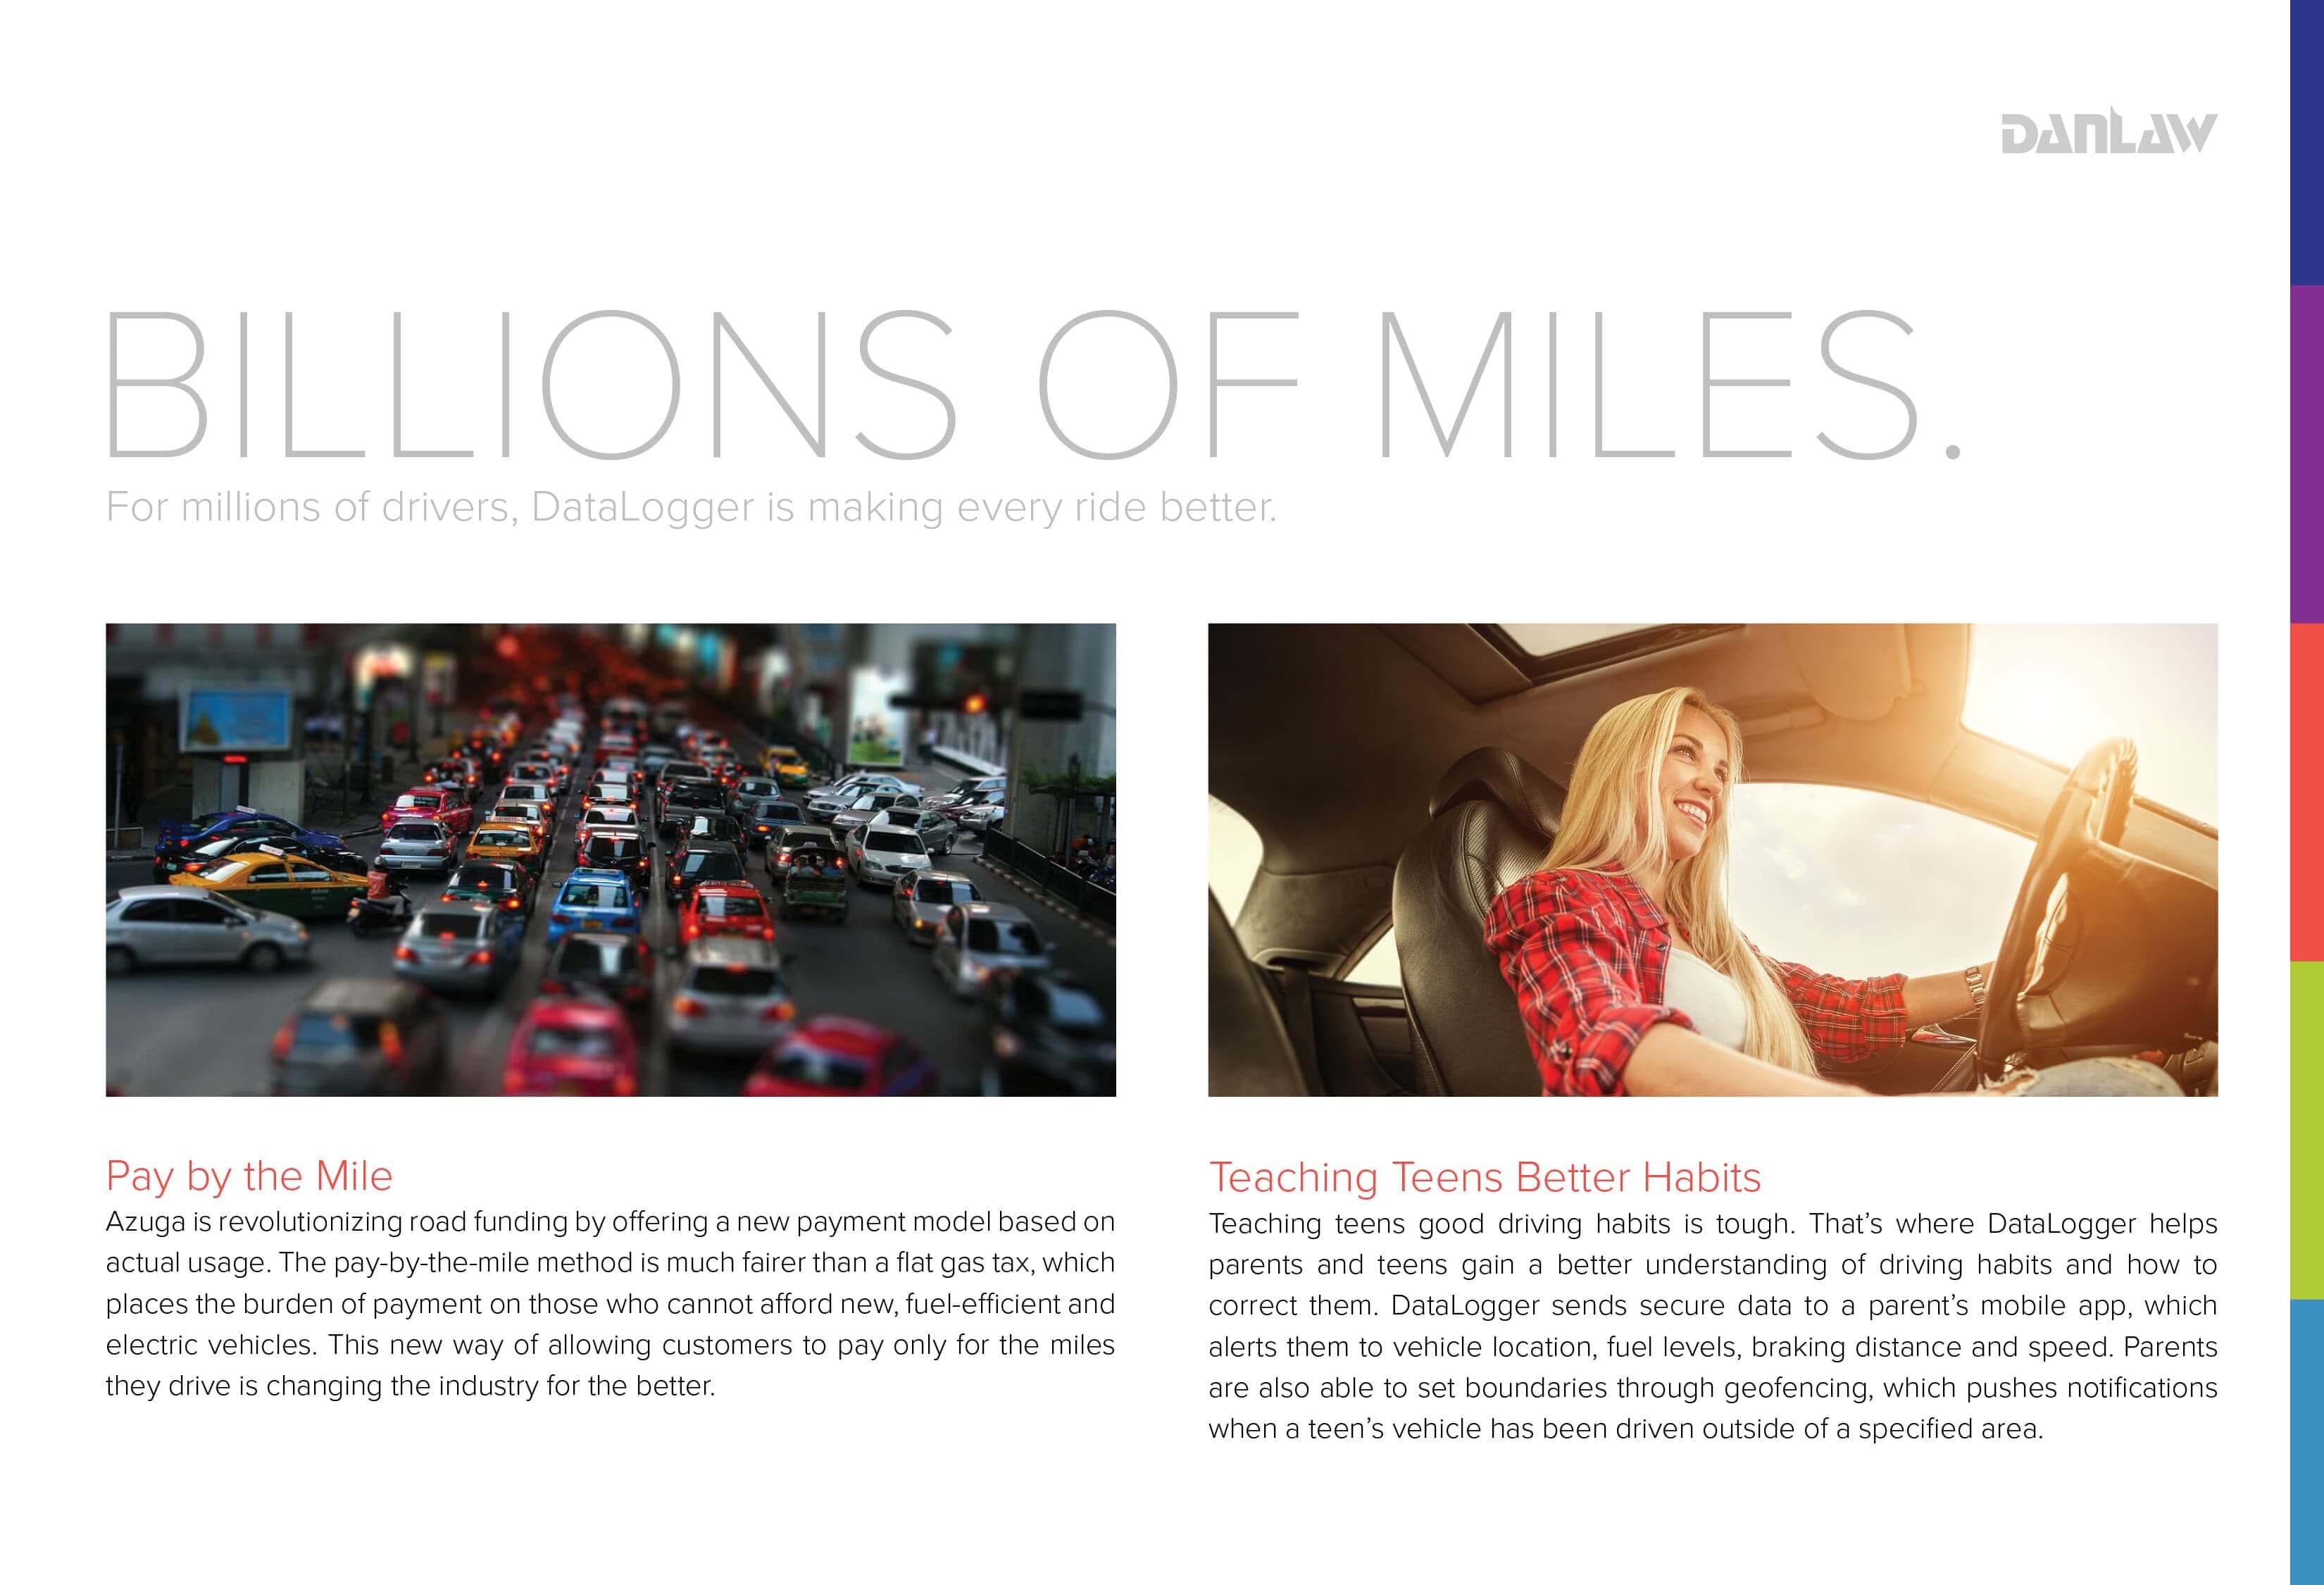 DANLAW
BILLIONS OF MILES.
For millions of drivers, DataLogger is making every ride better.
Pay by the Mile
Azuga is revolutionizing road funding by offering a new payment model based on
actual usage. The pay-by-the-mile method is much fairer than a flat gas tax, which
places the burden of payment on those who cannot afford new, fuel-efficient and
electric vehicles. This new way of allowing customers to pay only for the miles
they drive is changing the industry for the better.
Teaching Teens Better Habits
Teaching teens good driving habits is tough. That’s where DataLogger helps
parents and teens gain a better understanding of driving habits and how to
correct them. DataLogger sends secure data to a parent’s mobile app, which
alerts them to vehicle location, fuel levels, braking distance and speed. Parents
are also able to set boundaries through geofencing, which pushes notifications
when a teen’s vehicle has been driven outside of a specified area.